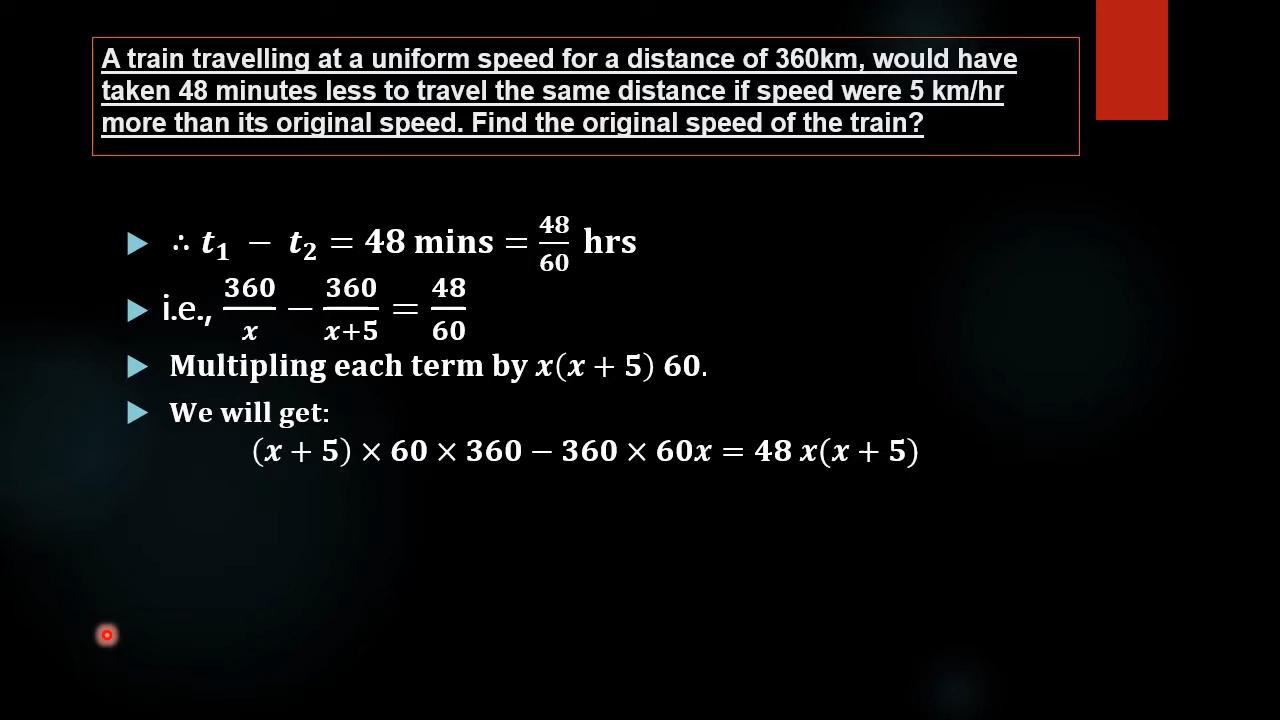 A train travelling at a uniform speed for a distance of 360km, would have
taken 48 minutes less to travel the same distance if speed were 5 km/hr
more than its original speed. Find the original speed of the train?
∴ t₁ − t₂ = 48 mins = 48/60 hrs
i.e., 360/x − 360/(x+5) = 48/60
Multipling each term by x(x + 5) 60.
We will get:
(x + 5) × 60 × 360 − 360 × 60x = 48 x(x + 5)